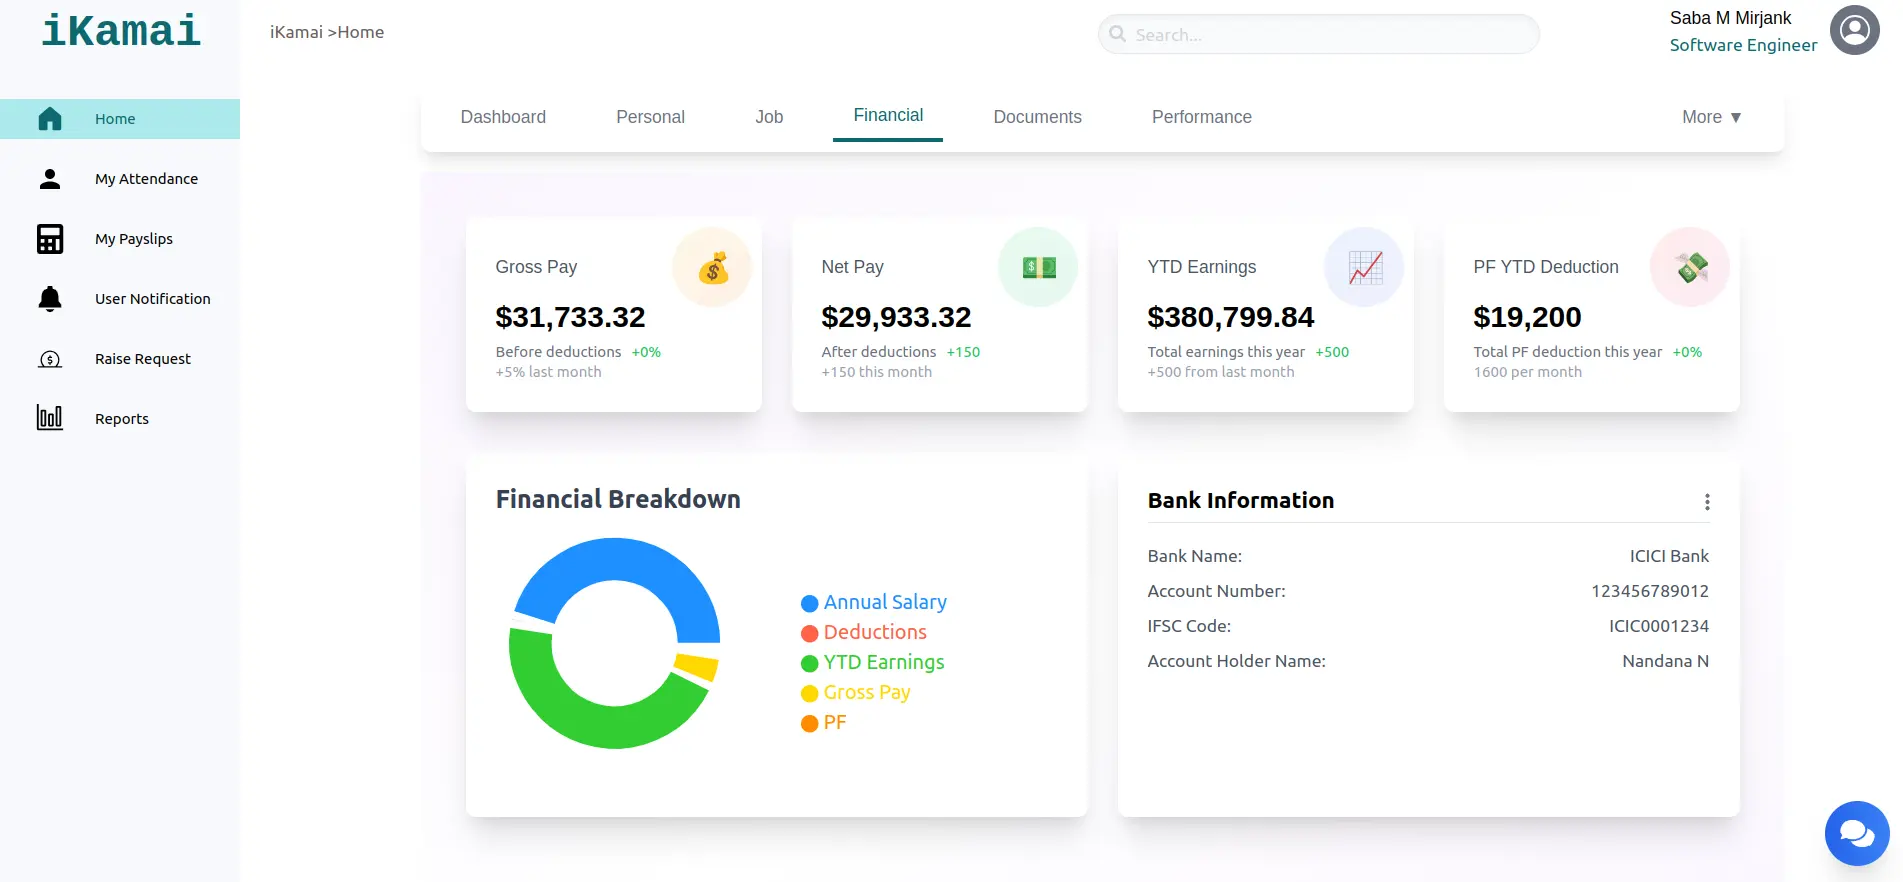 iKamai
iKamai >Home
Search...
Saba M Mirjank
Software Engineer
Home
My Attendance
My Payslips
User Notification
Raise Request
Reports
Dashboard Personal Job Financial Documents Performance More ▼
Gross Pay
$31,733.32
Before deductions +0%
+5% last month
Net Pay
$29,933.32
After deductions +150
+150 this month
YTD Earnings
$380,799.84
Total earnings this year +500
+500 from last month
PF YTD Deduction
$19,200
Total PF deduction this year +0%
1600 per month
Financial Breakdown
Annual Salary
Deductions
YTD Earnings
Gross Pay
PF
Bank Information
Bank Name: ICICI Bank
Account Number: 123456789012
IFSC Code: ICIC0001234
Account Holder Name: Nandana N